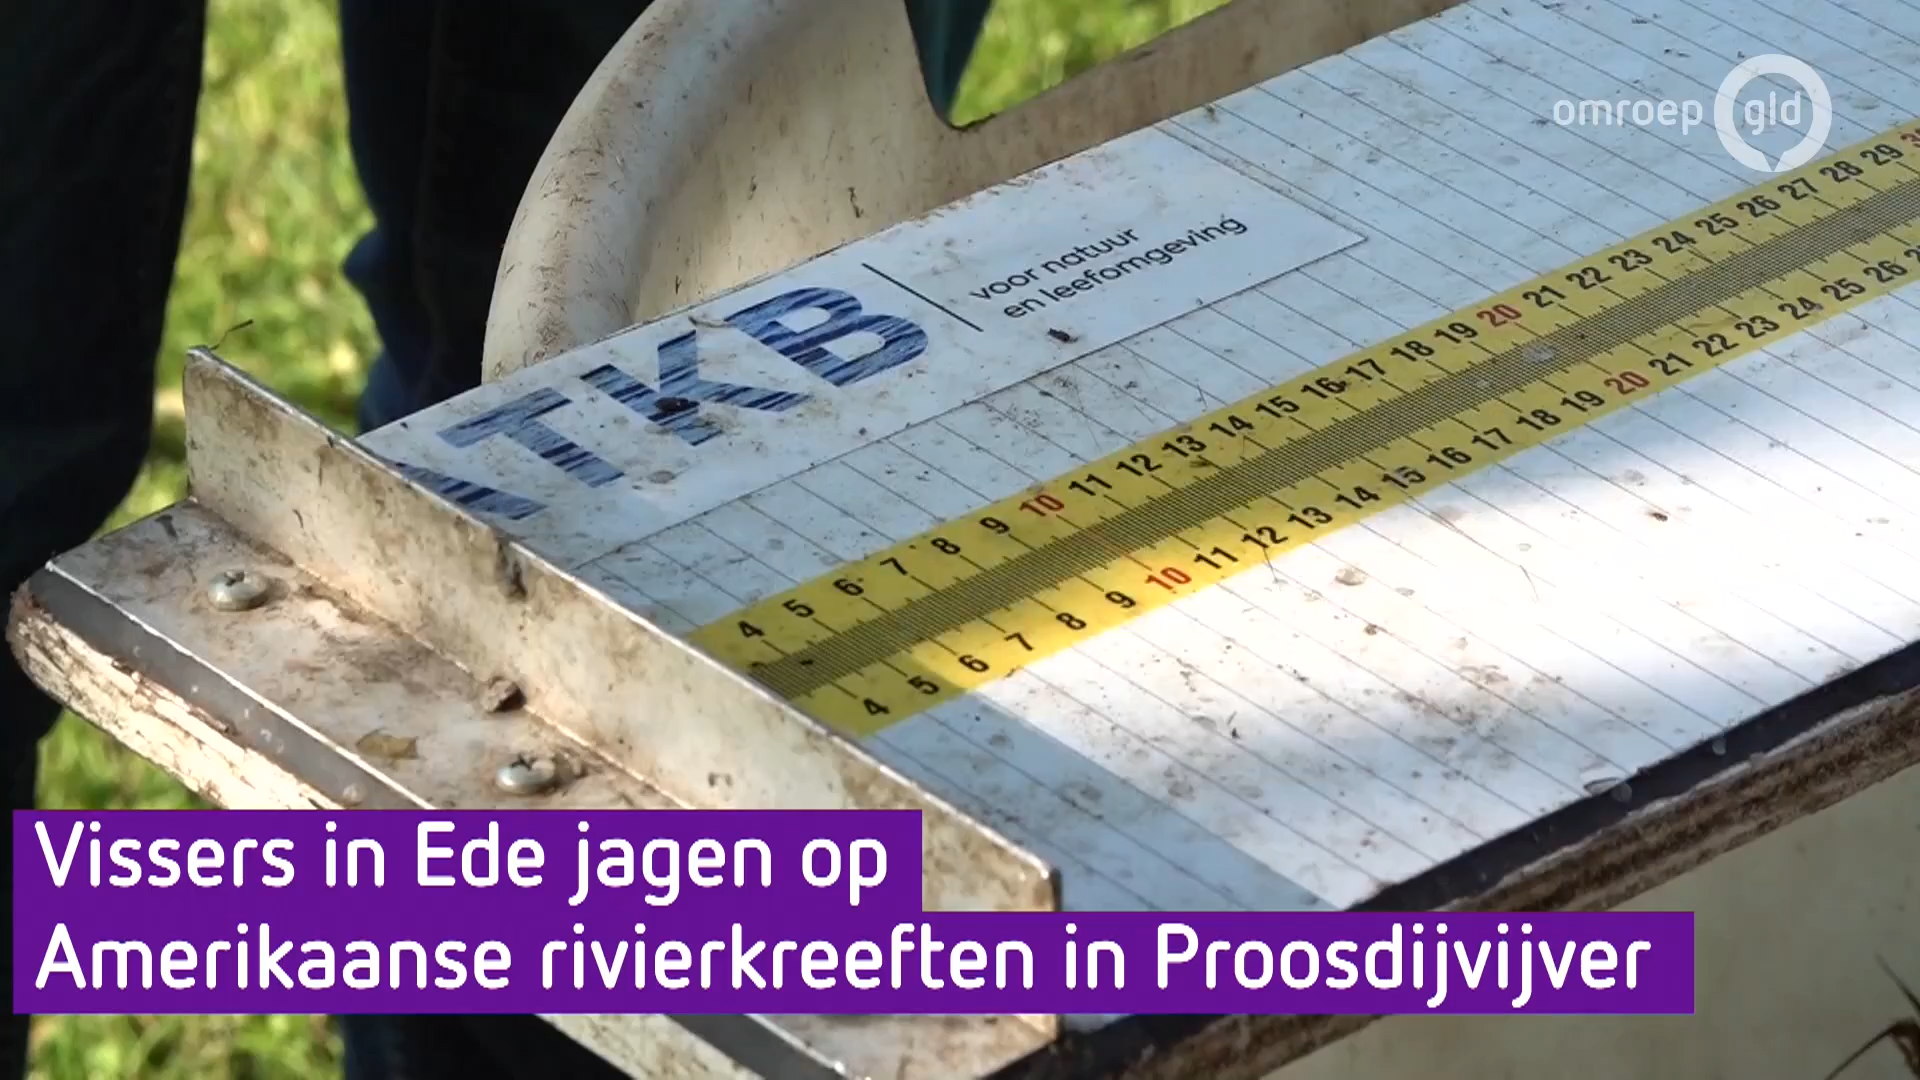 omroep gld
ATKB
voor natuur
en leefomgeving
4 5 6 7 8 9 10 11 12 13 14 15 16 17 18 19 20 21 22 23 24 25 26 27 28 29
4 5 6 7 8 9 10 11 12 13 14 15 16 17 18 19 20 21 22 23 24 25 26
Vissers in Ede jagen op
Amerikaanse rivierkreeften in Proosdijvijver